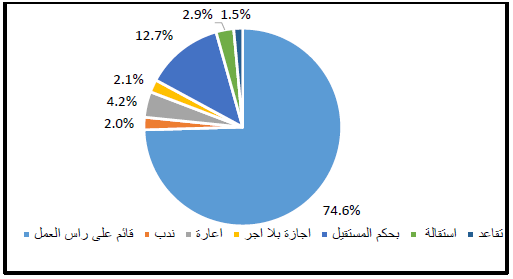 2.9%
1.5%
12.7%
2.1%
4.2%
2.0%
74.6%
قائم على راس العمل
ندب
اعارة
اجازة بلا اجر
بحكم المستقيل
استقالة
تقاعد